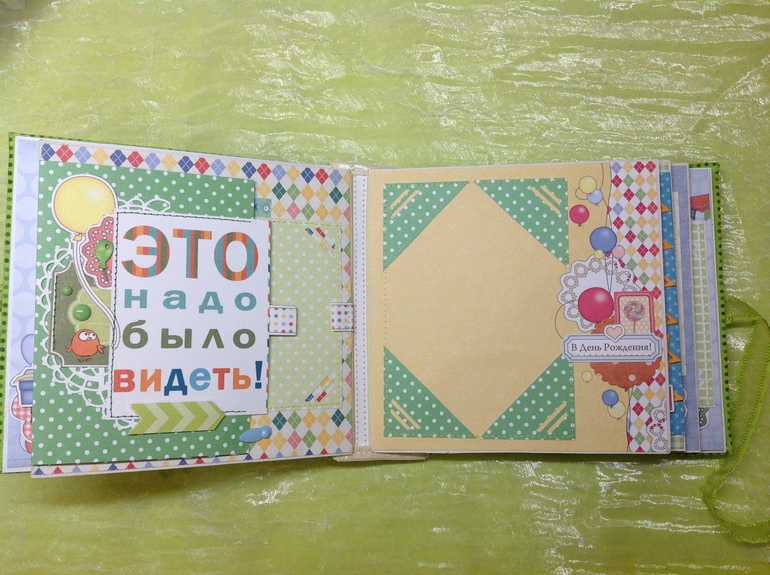 ЭТО
надо
было
видеть!
В День Рождения!